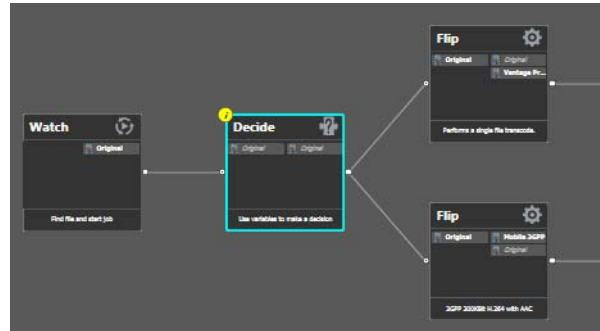 Watch
Original
Find file and start job
Decide
Original Original
Use variables to make a decision
Flip
Original Original
Vantage Pr...
Performs a single file transcode.
Flip
Original Mobile 3GPP
Original
3GPP 200KBit H.264 with AAC